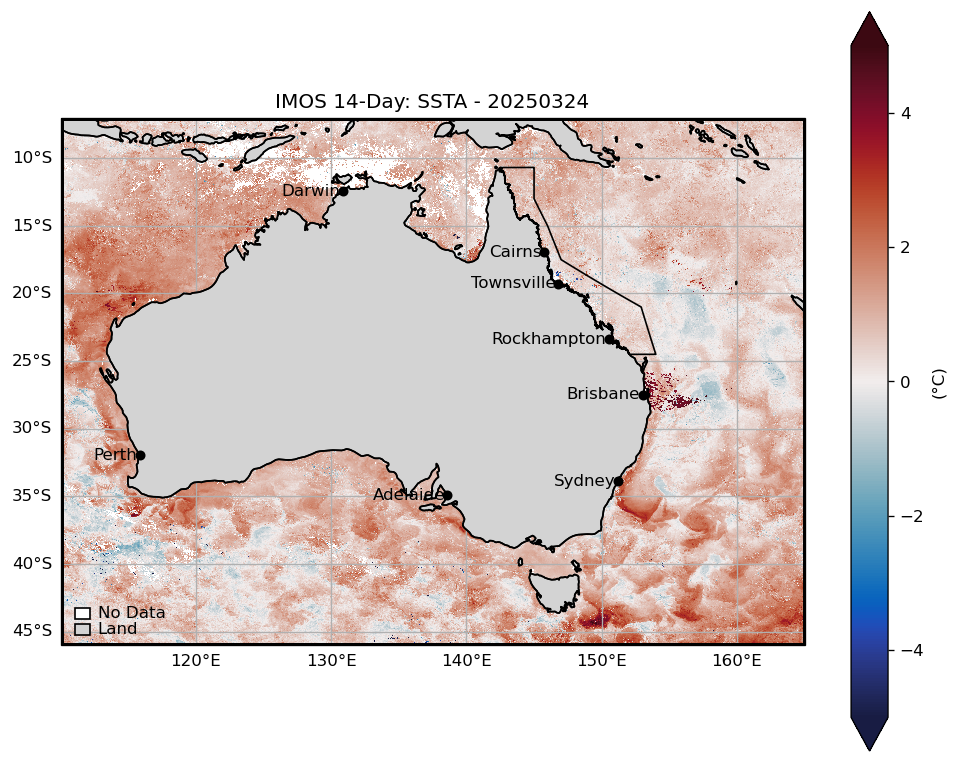 IMOS 14-Day: SSTA - 20250324
10°S
15°S
20°S
25°S
30°S
35°S
40°S
45°S
120°E
130°E
140°E
150°E
160°E
Darwin
Cairns
Townsville
Rockhampton
Brisbane
Perth
Sydney
Adelaide
No Data
Land
4
2
0
−2
−4
(°C)